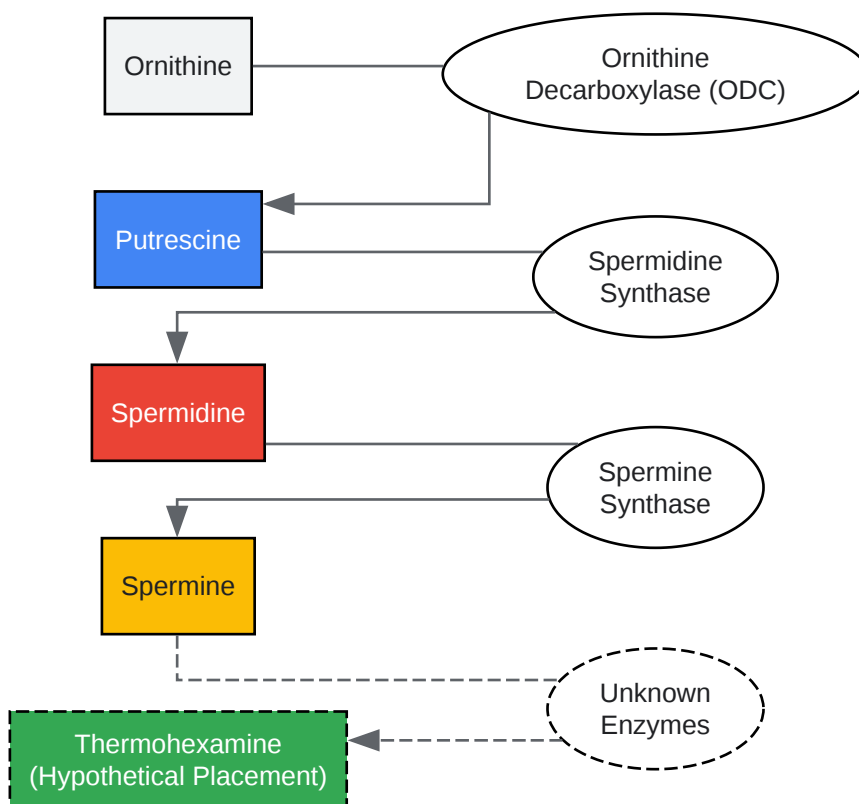 Ornithine
Ornithine
Decarboxylase (ODC)
Putrescine
Spermidine
Synthase
Spermidine
Spermine
Synthase
Spermine
Unknown
Enzymes
Thermohexamine
(Hypothetical Placement)